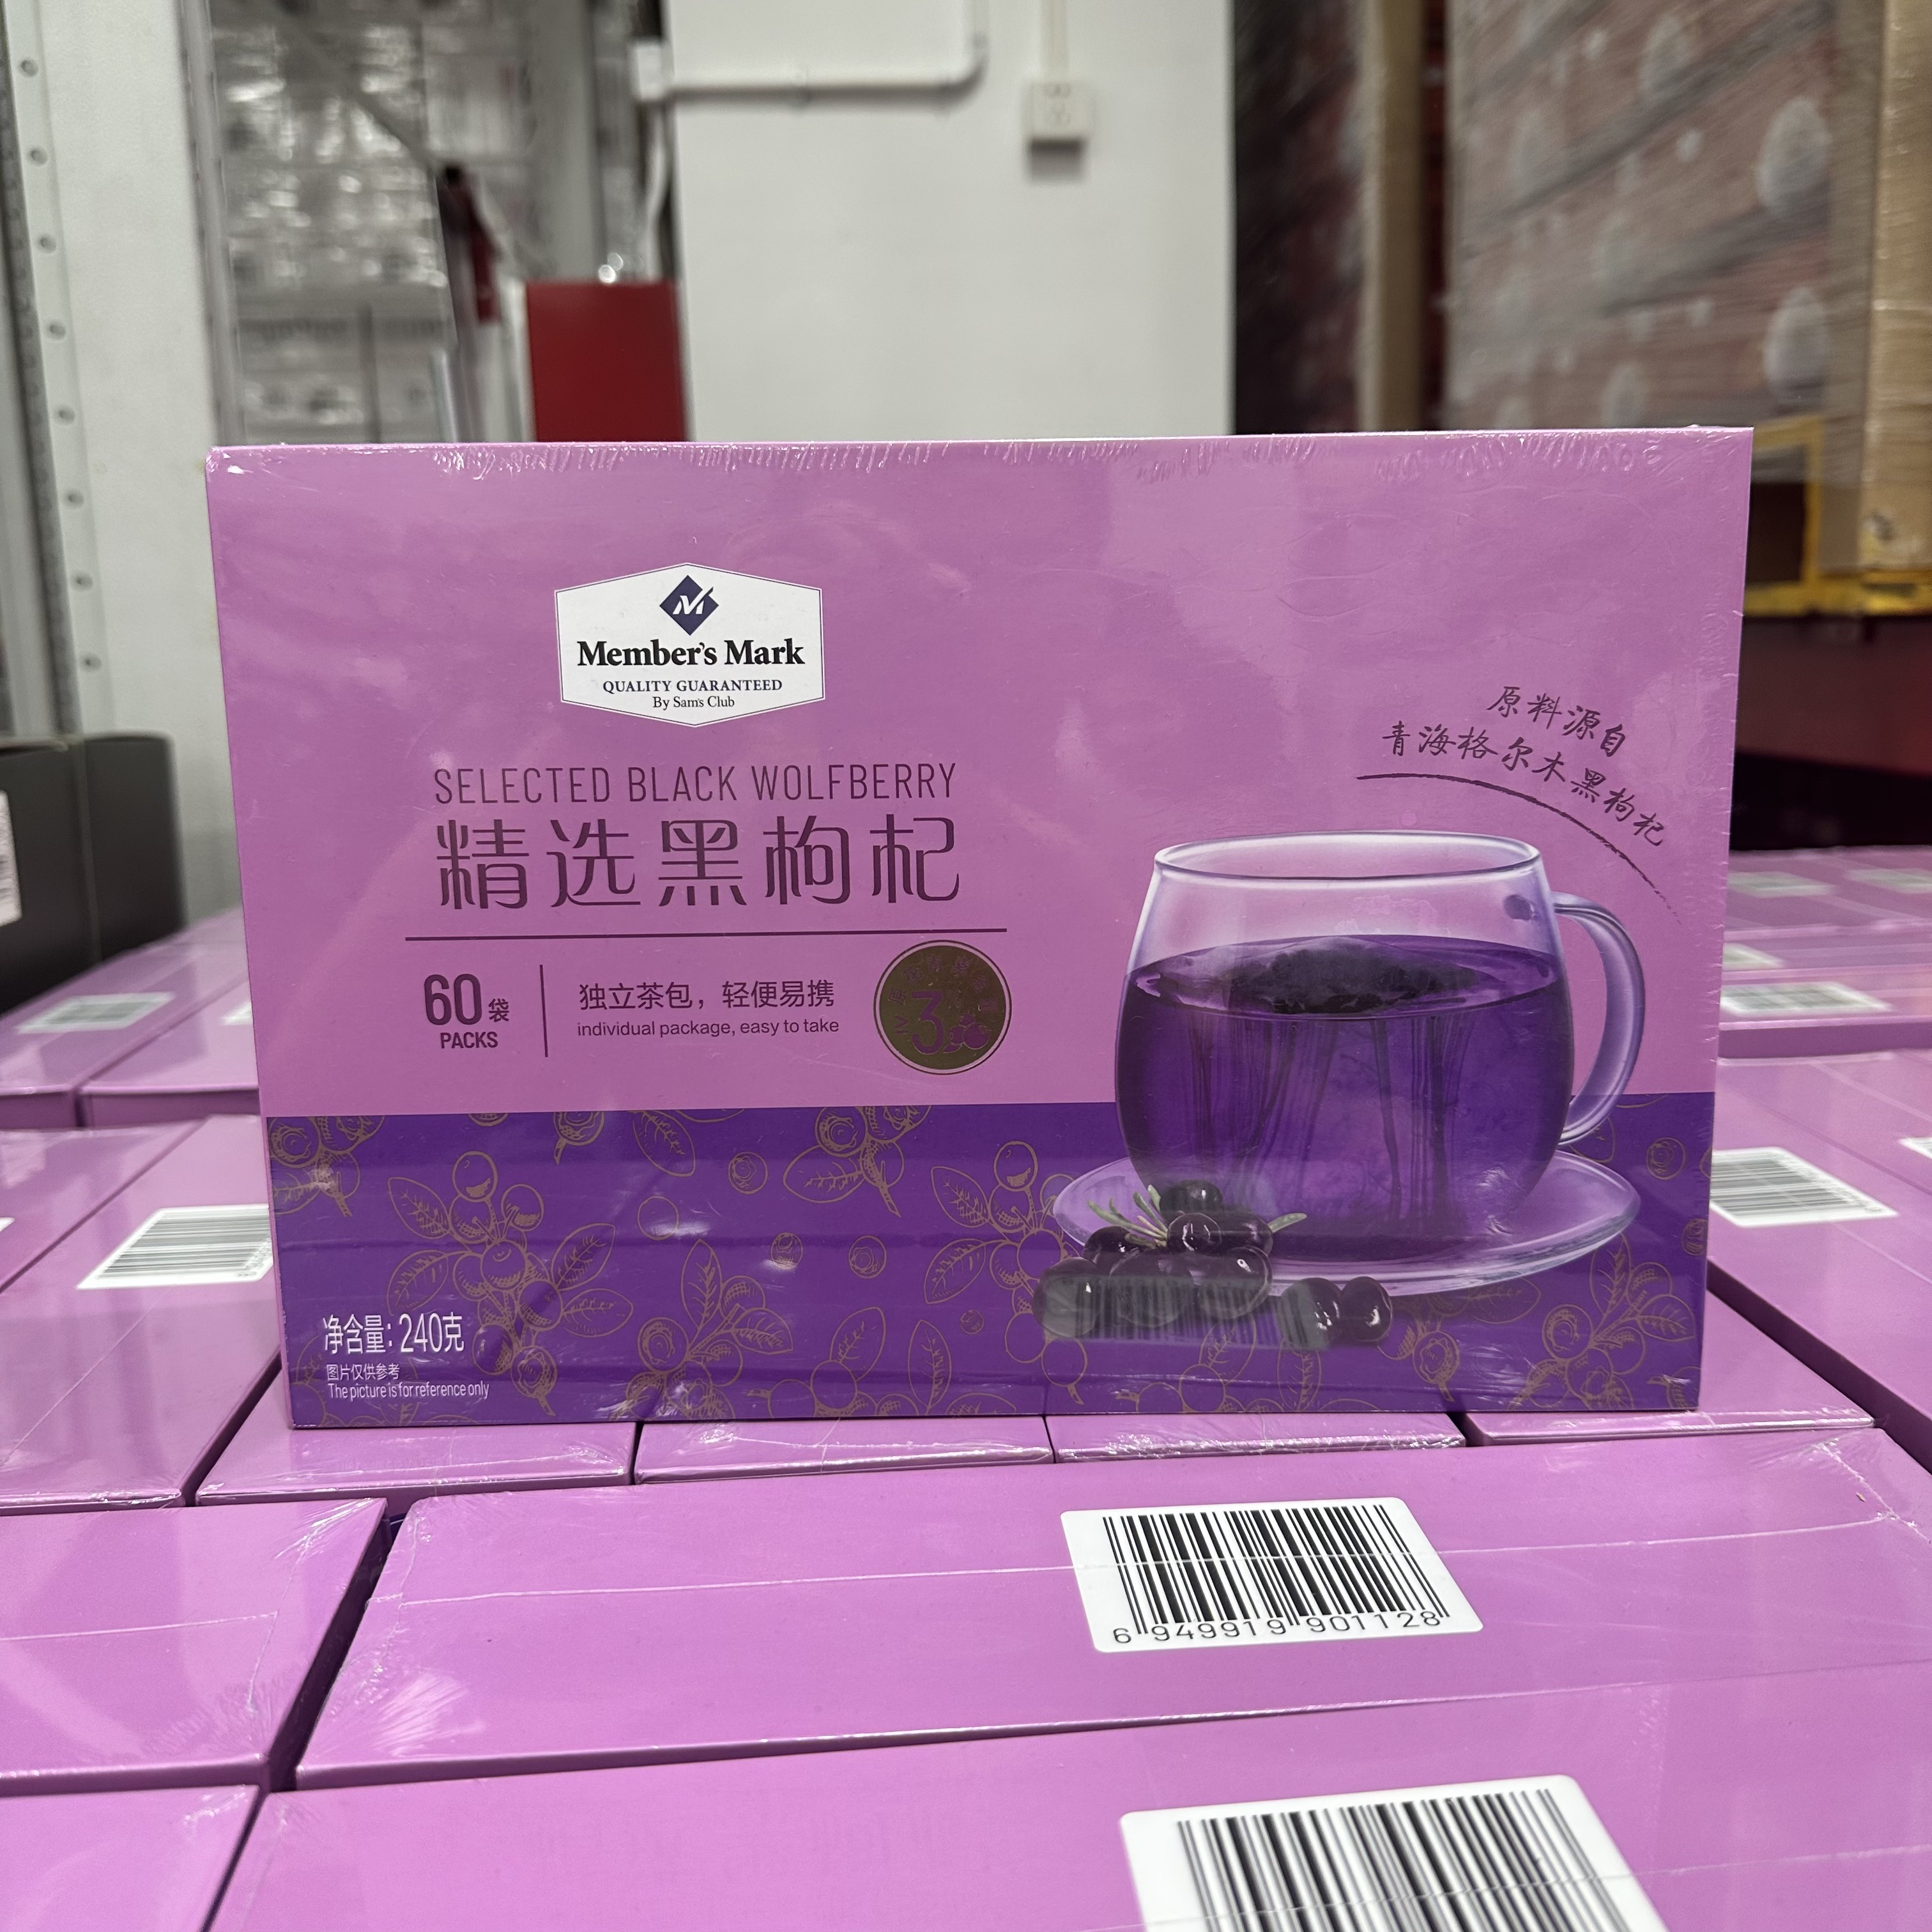 Member's Mark
QUALITY GUARANTEED
By Sam's Club
SELECTED BLACK WOLFBERRY
精选黑枸杞
60袋
PACKS
独立茶包，轻便易携
individual package, easy to take
3
原料源自
青海格尔木黑枸杞
净含量：240克
图片仅供参考
The picture is for reference only
6 949919 901128